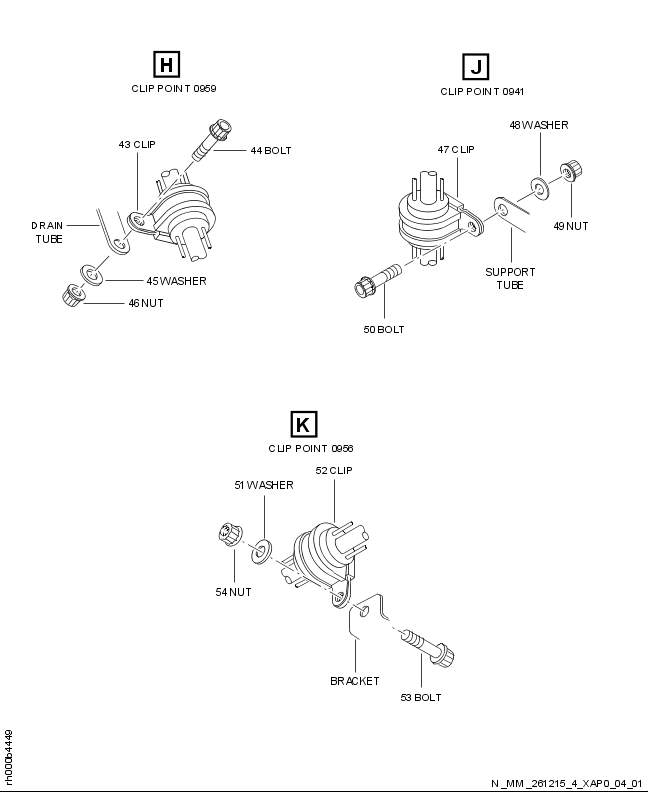 H
CLIP POINT 0959
43 CLIP
44 BOLT
DRAIN
TUBE
45 WASHER
46 NUT
J
CLIP POINT 0941
48 WASHER
47 CLIP
49 NUT
SUPPORT
TUBE
50 BOLT
K
CLIP POINT 0956
52 CLIP
51 WASHER
54 NUT
BRACKET
53 BOLT
rh000b4449
N_MM_261215_4_XAP0_04_01